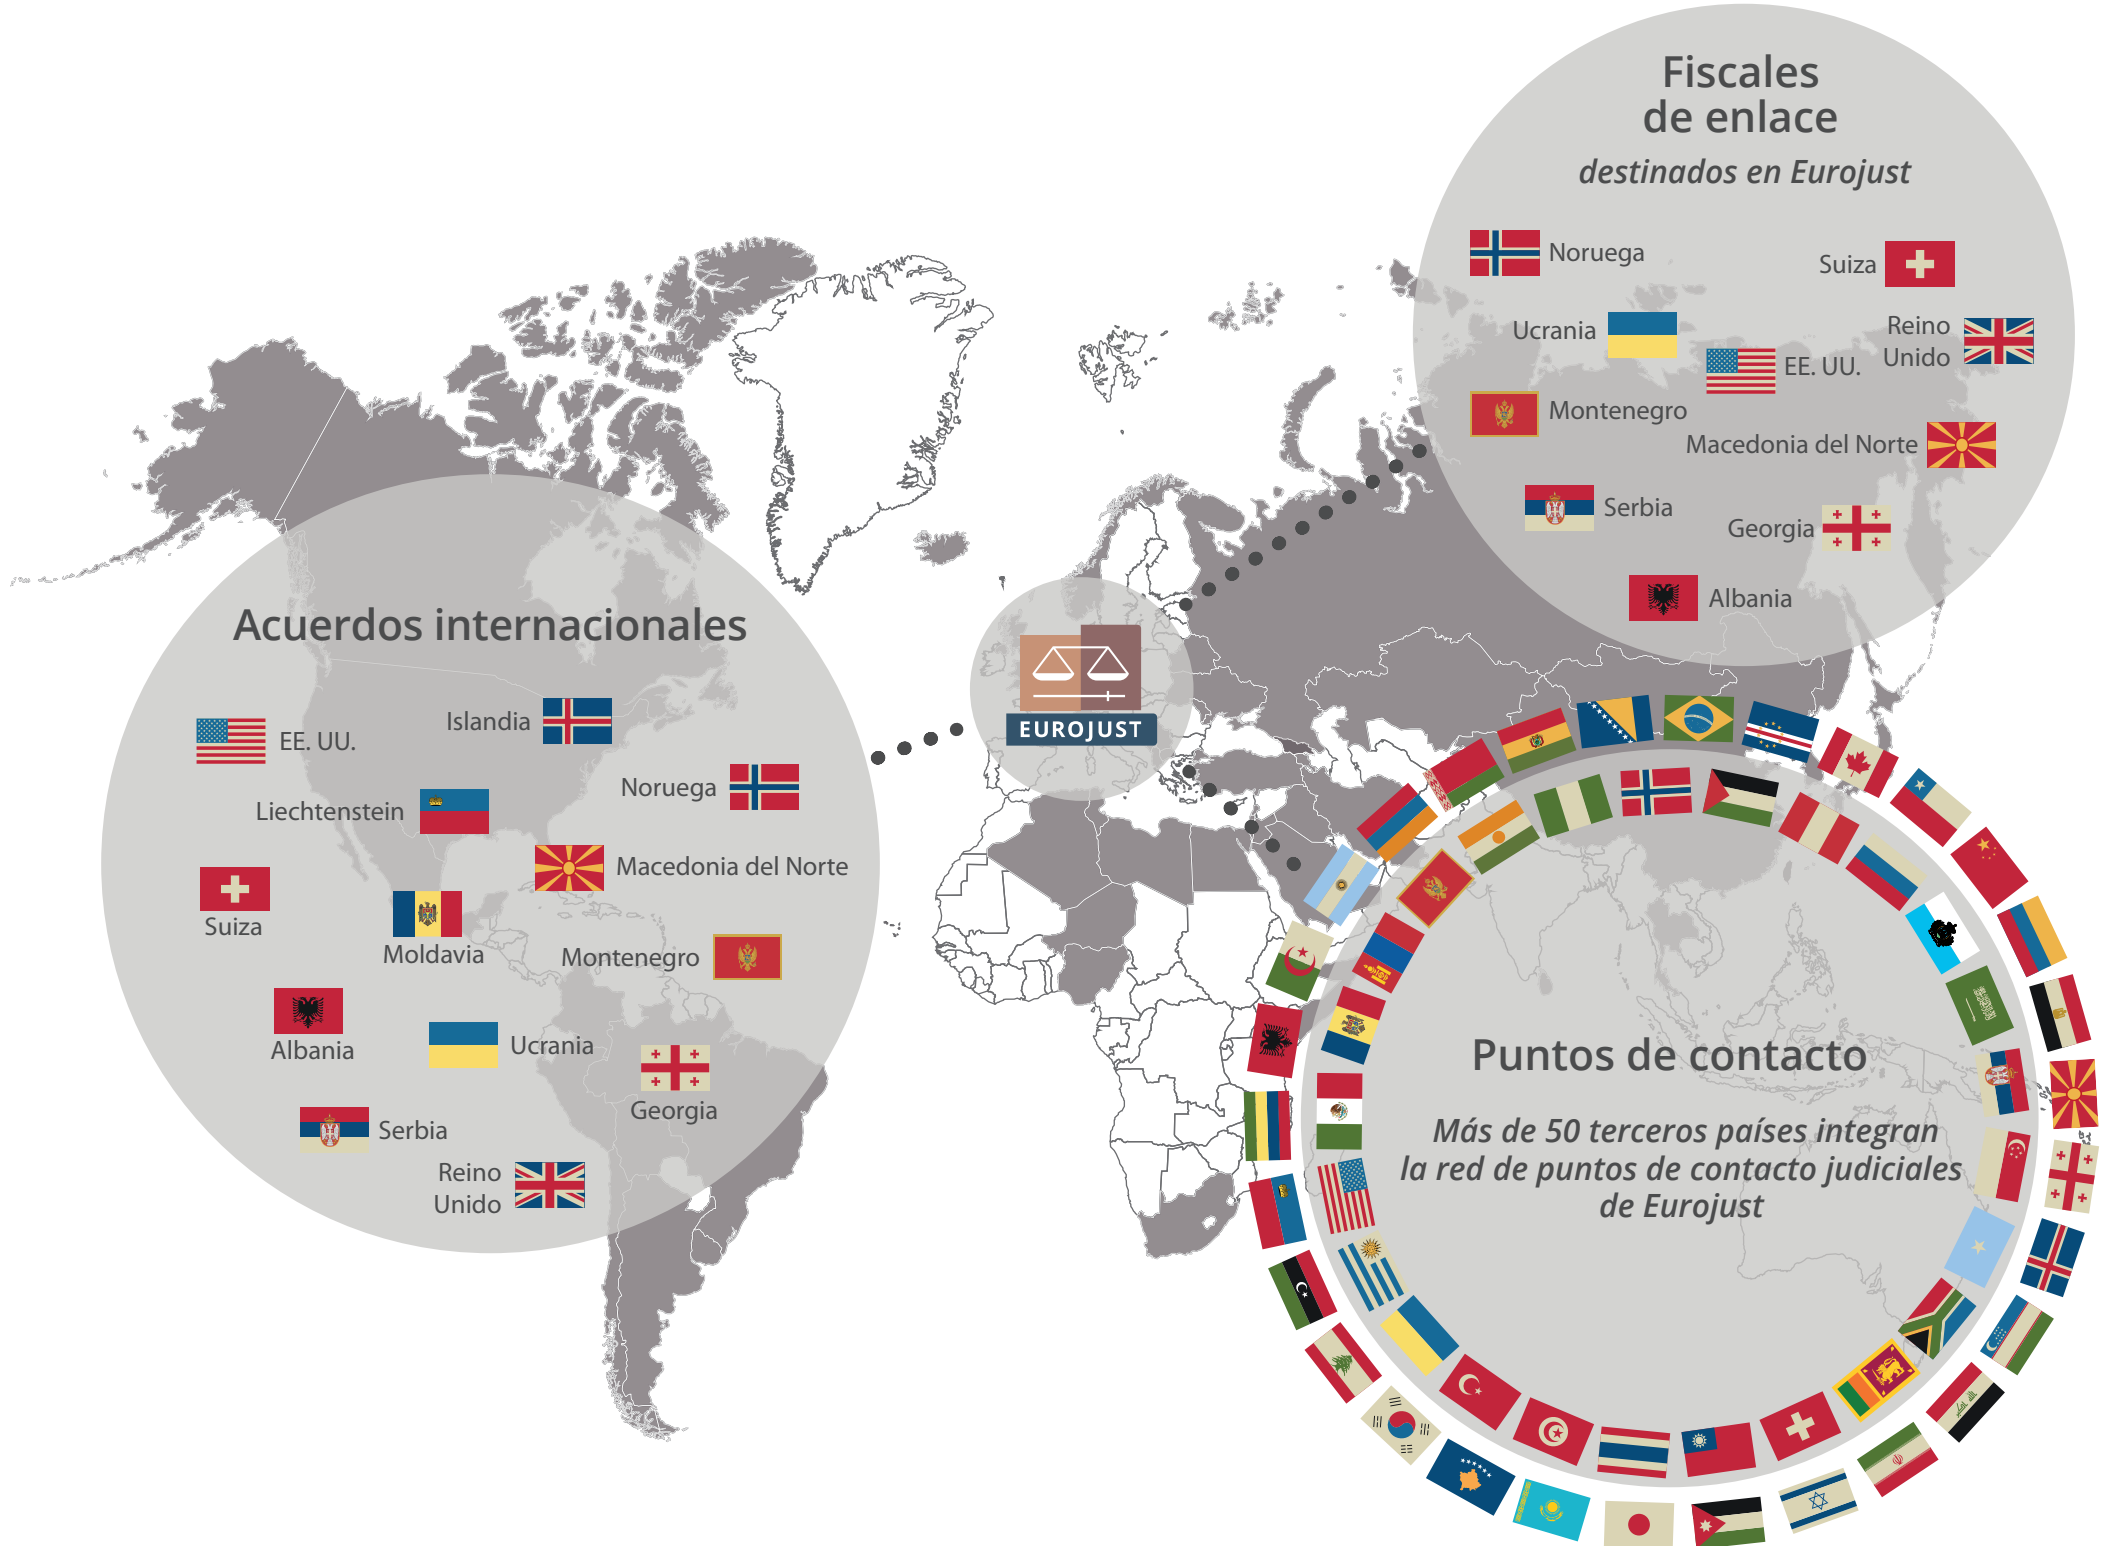 Fiscales
de enlace
destinados en Eurojust
Noruega
Suiza
Ucrania
Reino
Unido
EE. UU.
Montenegro
Macedonia del Norte
Serbia
Georgia
Albania
EUROJUST
Acuerdos internacionales
Islandia
EE. UU.
Noruega
Liechtenstein
Macedonia del Norte
Suiza
Moldavia
Montenegro
Albania
Ucrania
Georgia
Serbia
Reino
Unido
Puntos de contacto
Más de 50 terceros países integran
la red de puntos de contacto judiciales
de Eurojust